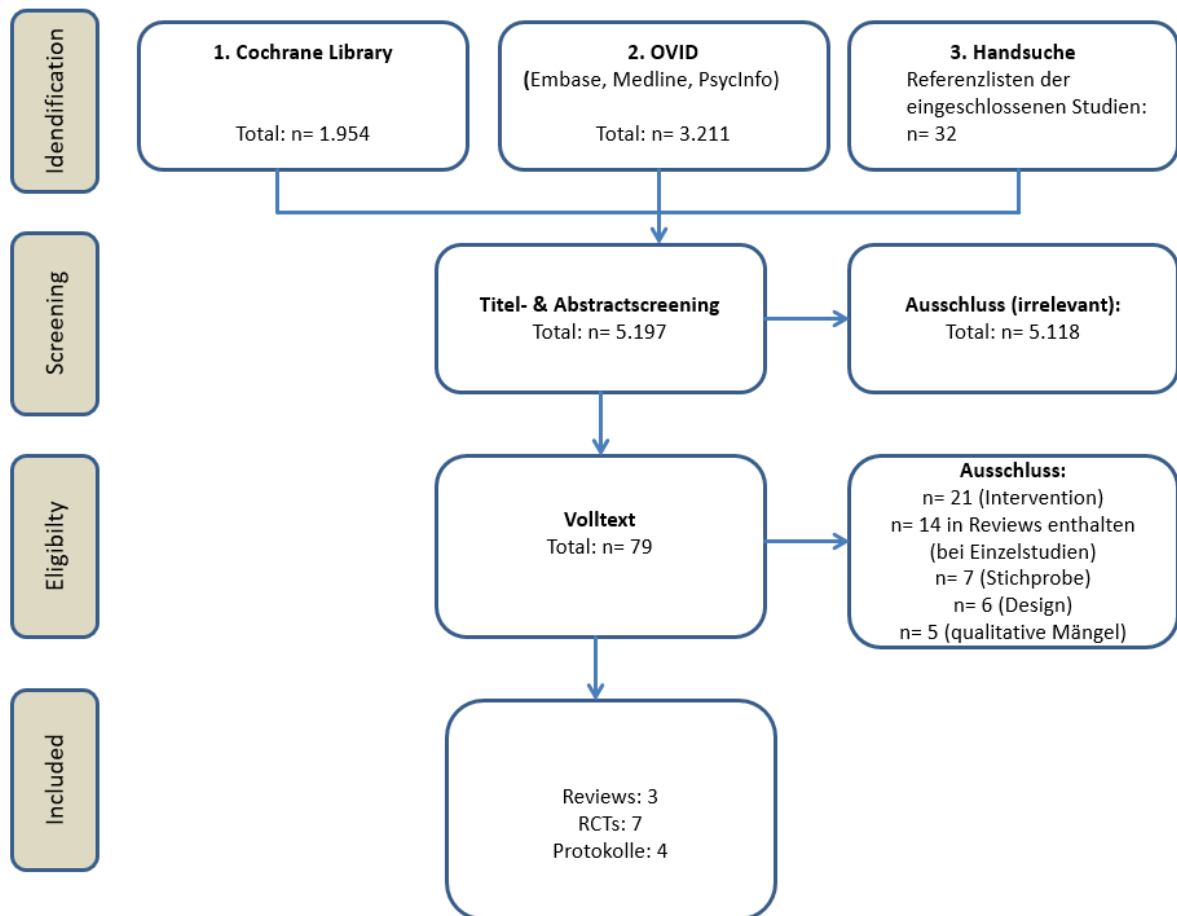 Idendification
1. Cochrane Library
Total: n= 1.954
2. OVID
(Embase, Medline, PsycInfo)
Total: n= 3.211
3. Handsuche
Referenzlisten der
eingeschlossenen Studien:
n= 32
Screening
Titel- & Abstractscreening
Total: n= 5.197
Ausschluss (irrelevant):
Total: n= 5.118
Eligibilty
Volltext
Total: n= 79
Ausschluss:
n= 21 (Intervention)
n= 14 in Reviews enthalten
(bei Einzelstudien)
n= 7 (Stichprobe)
n= 6 (Design)
n= 5 (qualitative Mängel)
Included
Reviews: 3
RCTs: 7
Protokolle: 4